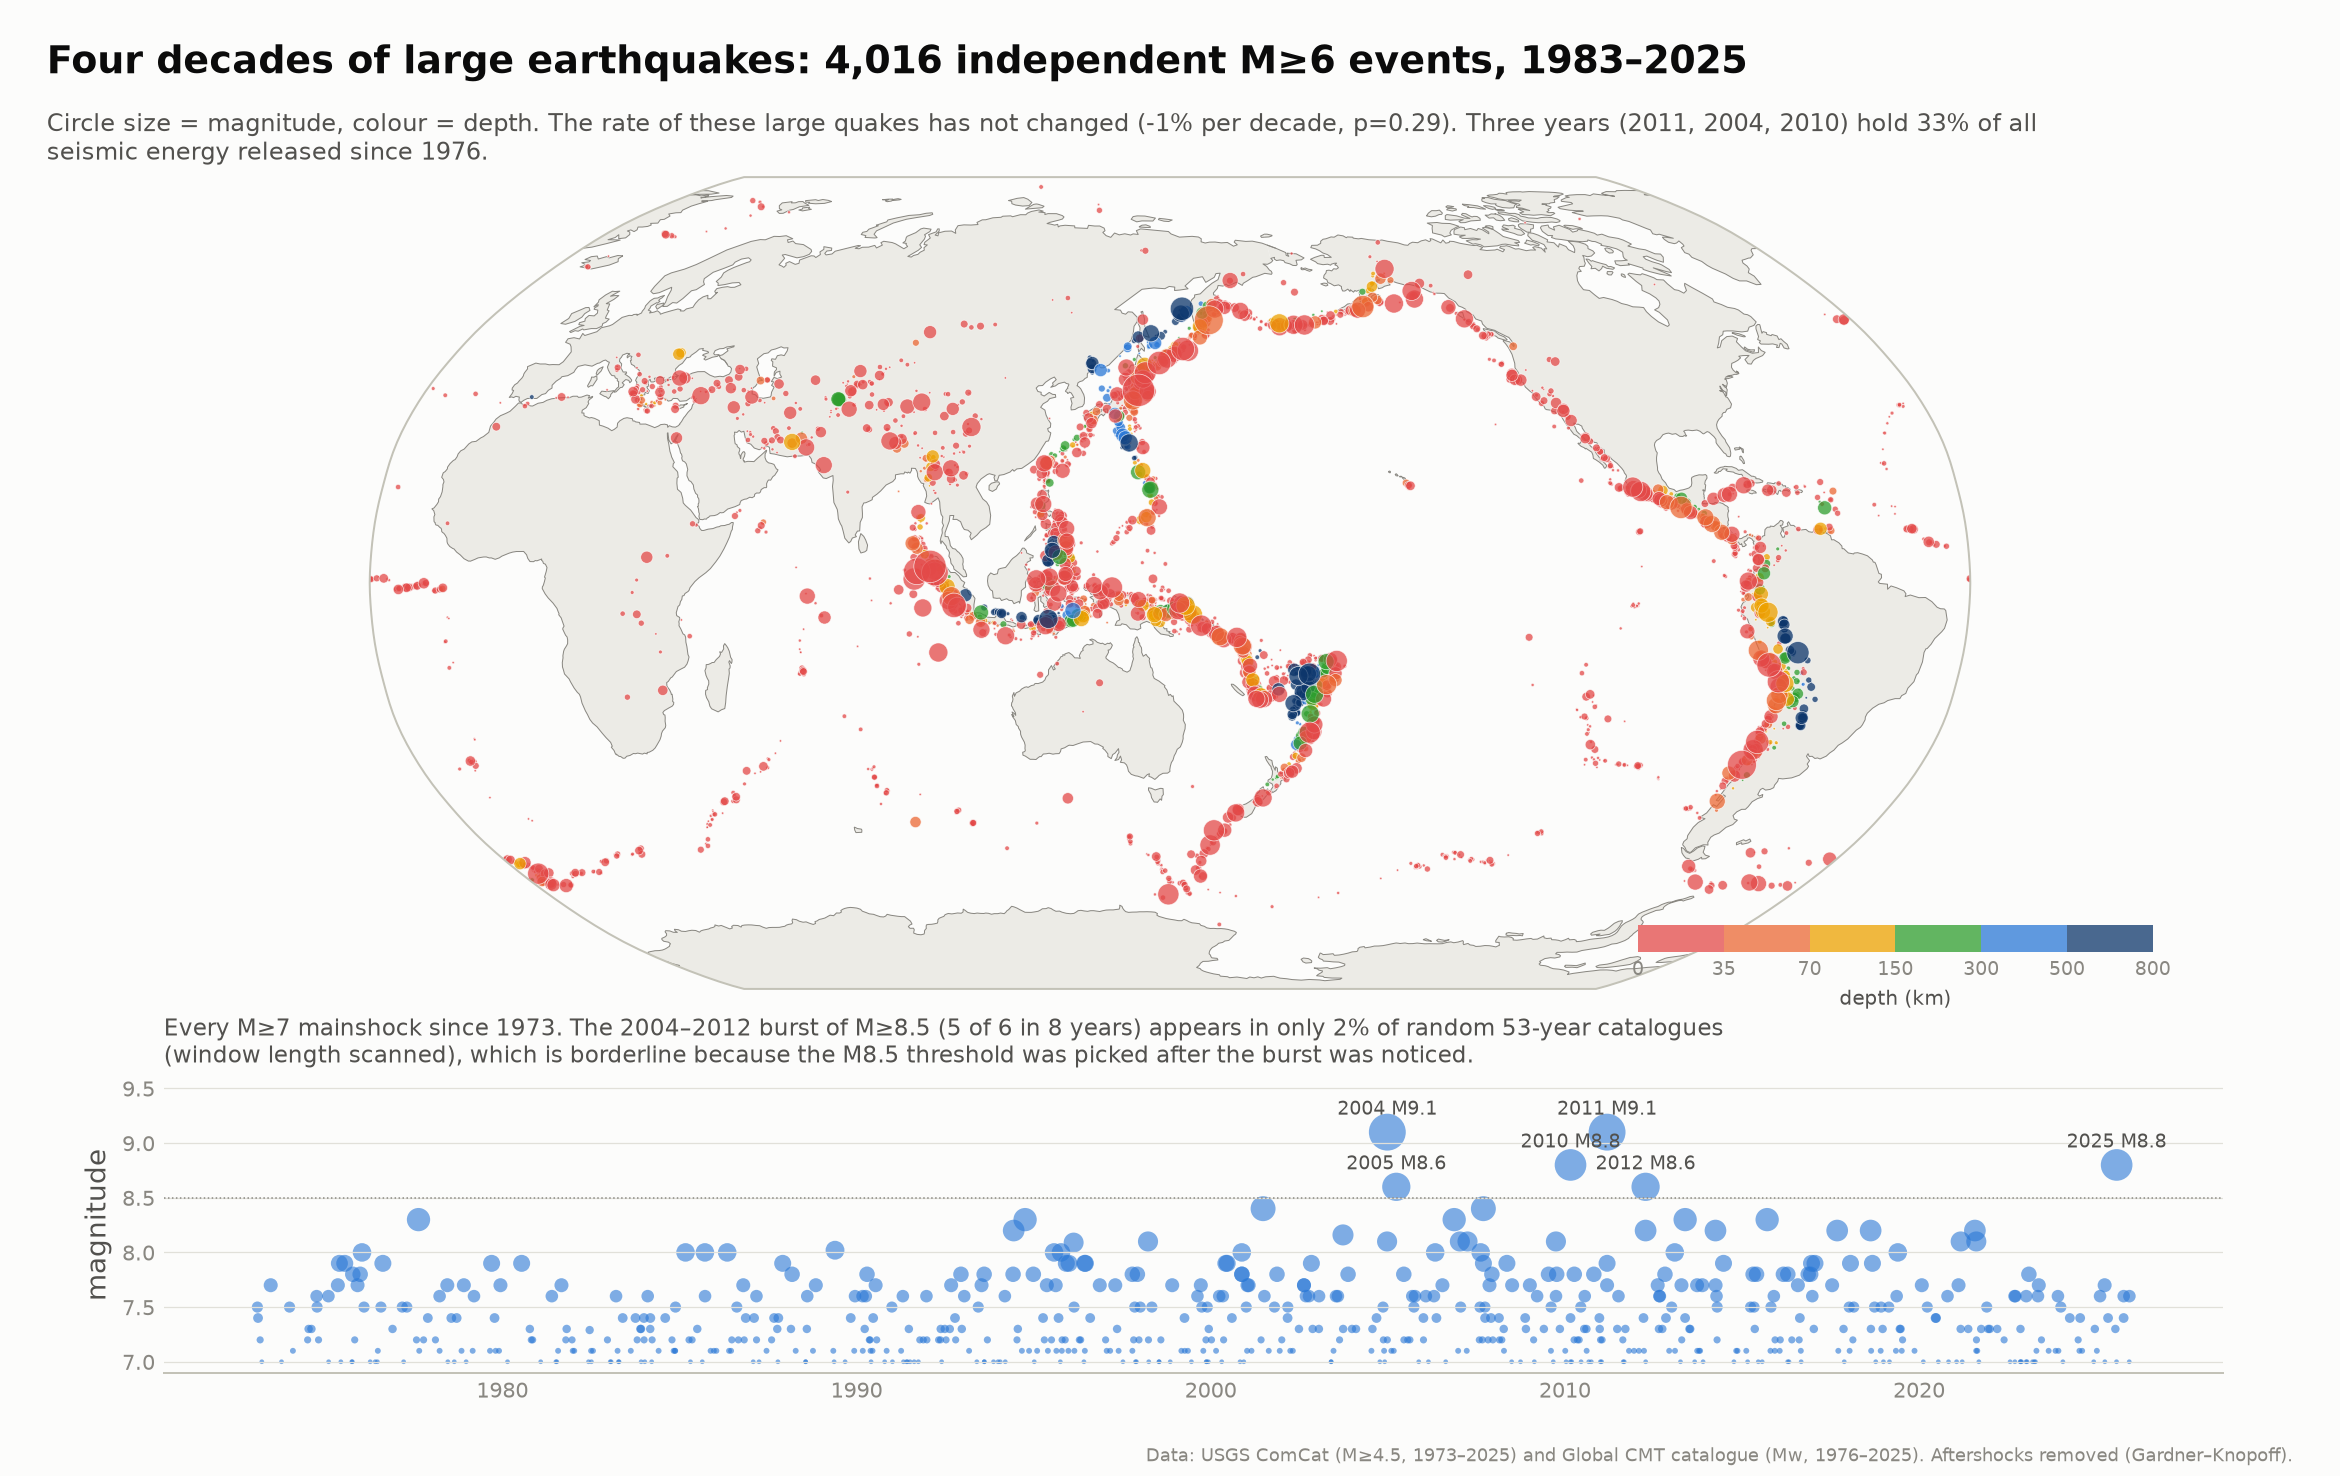 Four decades of large earthquakes: 4,016 independent M≥6 events, 1983–2025
Circle size = magnitude, colour = depth. The rate of these large quakes has not changed (-1% per decade, p=0.29). Three years (2011, 2004, 2010) hold 33% of all
seismic energy released since 1976.
0 35 70 150 300 500 800
depth (km)
Every M≥7 mainshock since 1973. The 2004–2012 burst of M≥8.5 (5 of 6 in 8 years) appears in only 2% of random 53-year catalogues
(window length scanned), which is borderline because the M8.5 threshold was picked after the burst was noticed.
magnitude
9.5
9.0
8.5
8.0
7.5
7.0
2004 M9.1
2011 M9.1
2010 M8.8
2025 M8.8
2005 M8.6
2012 M8.6
1980 1990 2000 2010 2020
Data: USGS ComCat (M≥4.5, 1973–2025) and Global CMT catalogue (Mw, 1976–2025). Aftershocks removed (Gardner–Knopoff).